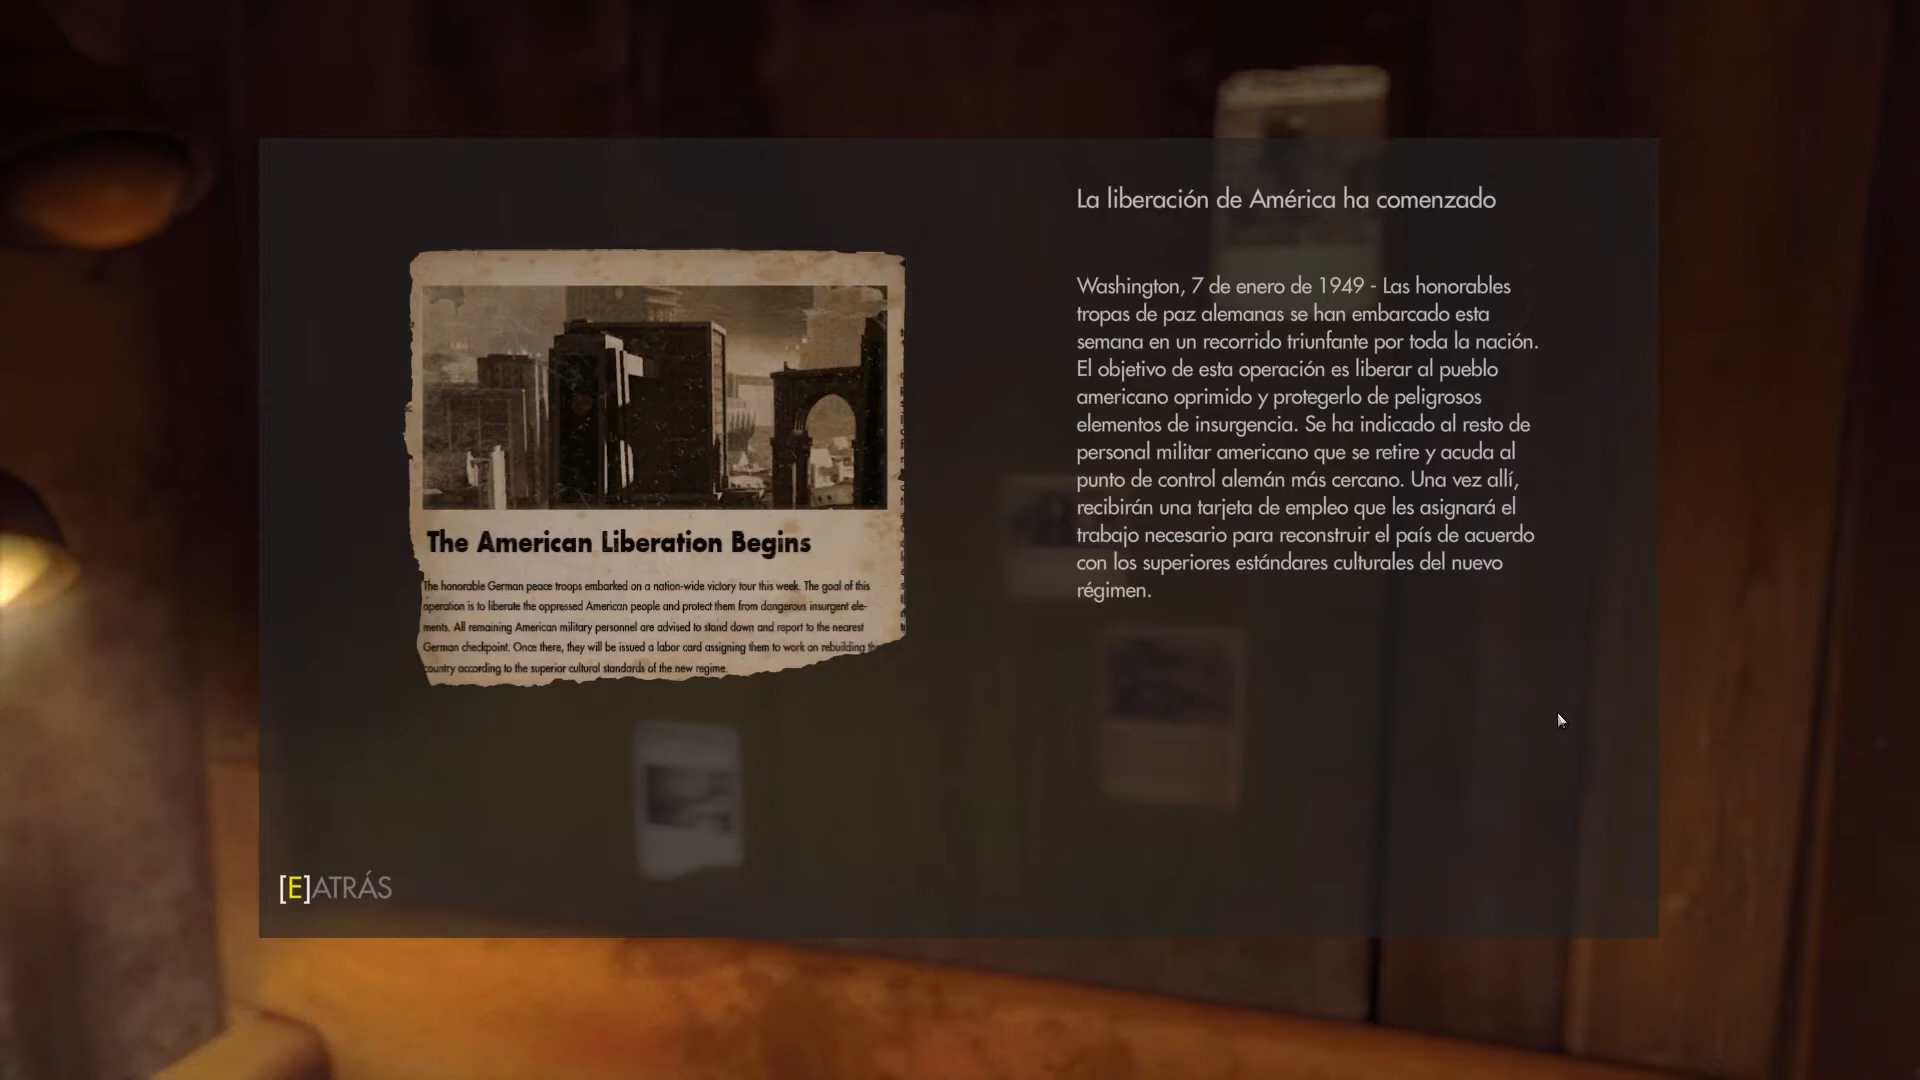 The American Liberation Begins
The honorable German peace troops embarked on a nation-wide victory tour this week. The goal of this
operation is to liberate the oppressed American people and protect them from dangerous insurgent ele-
ments. All remaining American military personnel are advised to stand down and report to the nearest
German checkpoint. Once there, they will be issued a labor card assigning them to work on rebuilding
country according to the superior cultural standards of the new regime.
La liberación de América ha comenzado
Washington, 7 de enero de 1949 - Las honorables
tropas de paz alemanas se han embarcado esta
semana en un recorrido triunfante por toda la nación.
El objetivo de esta operación es liberar al pueblo
americano oprimido y protegerlo de peligrosos
elementos de insurgencia. Se ha indicado al resto de
personal militar americano que se retire y acuda al
punto de control alemán más cercano. Una vez allí,
recibirán una tarjeta de empleo que les asignará el
trabajo necesario para reconstruir el país de acuerdo
con los superiores estándares culturales del nuevo
régimen.
[E]ATRÁS